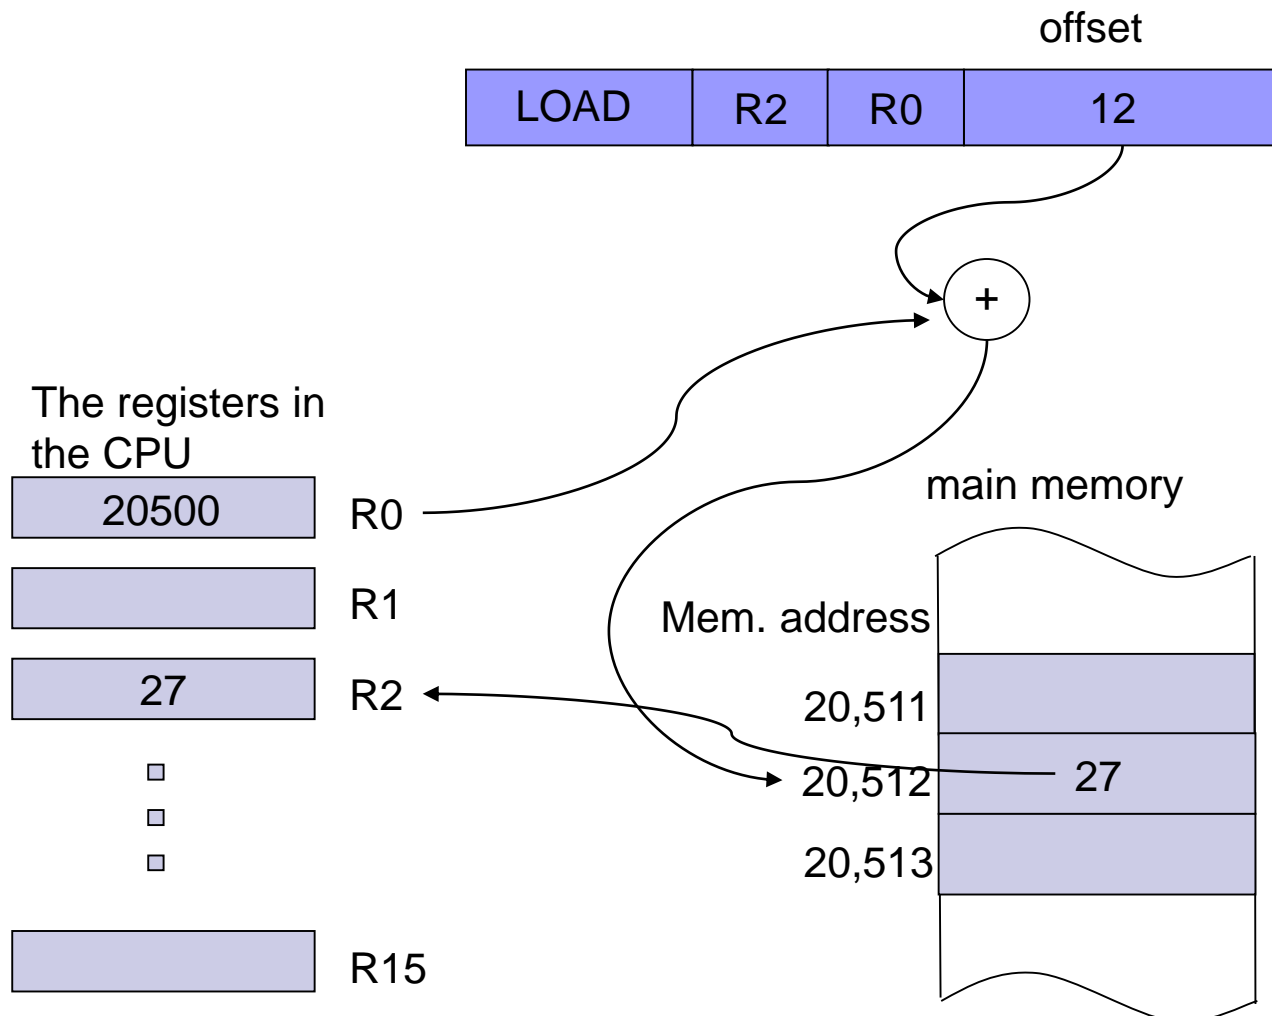 offset
LOAD R2 R0 12
+
The registers in
the CPU
20500 R0
main memory
R1
Mem. address
27 R2
20,511
20,512 27
20,513
R15